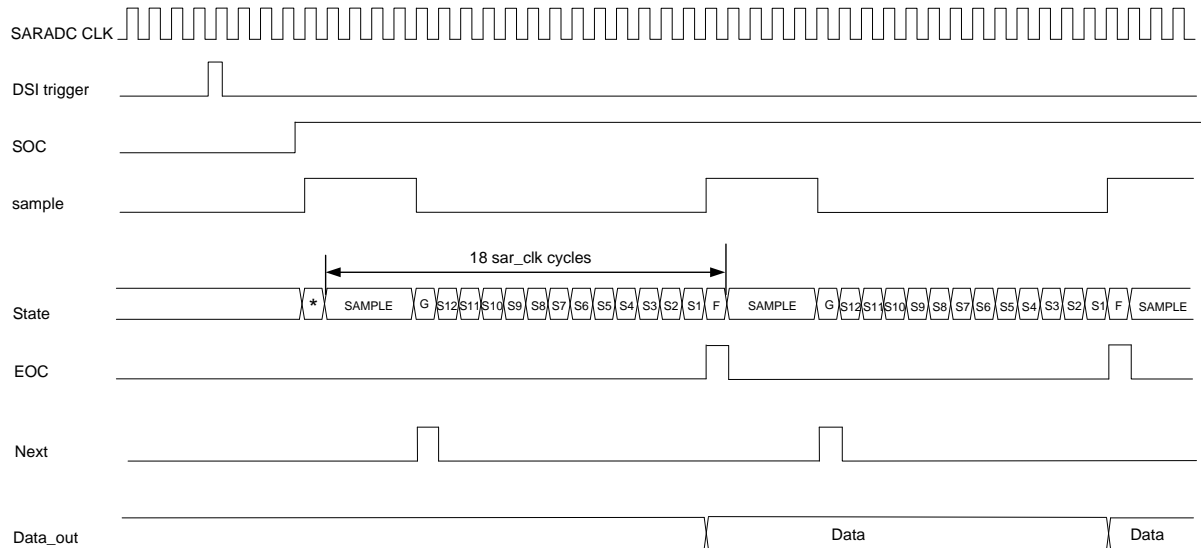 SARADC CLK
DSI trigger
SOC
sample
18 sar_clk cycles
State * SAMPLE G S12 S11 S10 S9 S8 S7 S6 S5 S4 S3 S2 S1 F SAMPLE G S12 S11 S10 S9 S8 S7 S6 S5 S4 S3 S2 S1 F SAMPLE
EOC
Next
Data_out Data Data